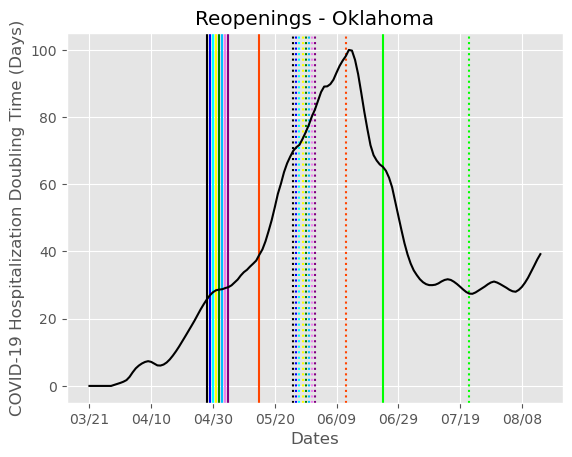 Reopenings - Oklahoma
COVID-19 Hospitalization Doubling Time (Days)
100
80
60
40
20
0
03/21 04/10 04/30 05/20 06/09 06/29 07/19 08/08
Dates